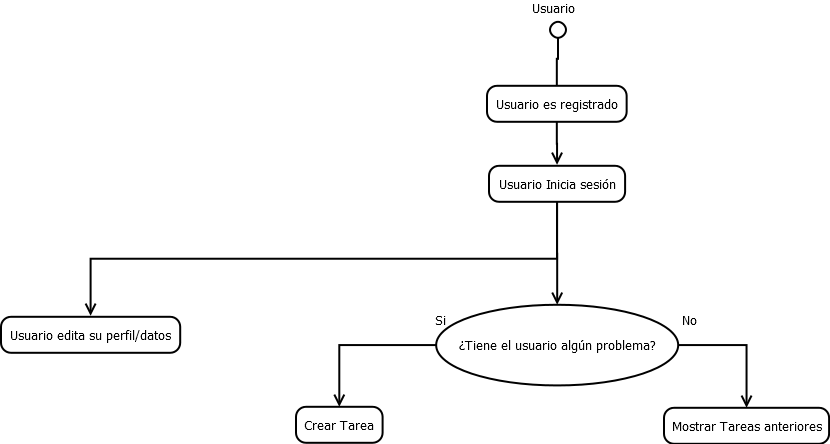 Usuario
Usuario es registrado
Usuario Inicia sesión
Usuario edita su perfil/datos
Si
¿Tiene el usuario algún problema?
No
Crear Tarea
Mostrar Tareas anteriores